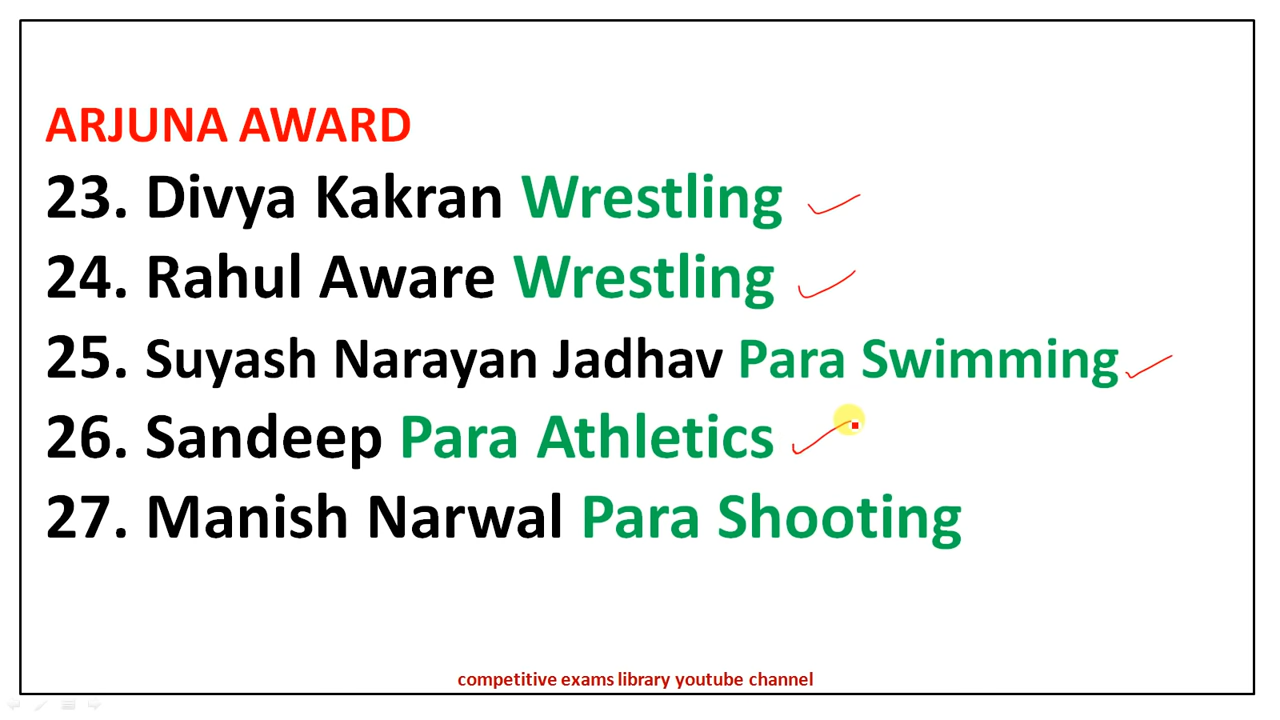 ARJUNA AWARD
23. Divya Kakran Wrestling
24. Rahul Aware Wrestling
25. Suyash Narayan Jadhav Para Swimming
26. Sandeep Para Athletics
27. Manish Narwal Para Shooting
competitive exams library youtube channel